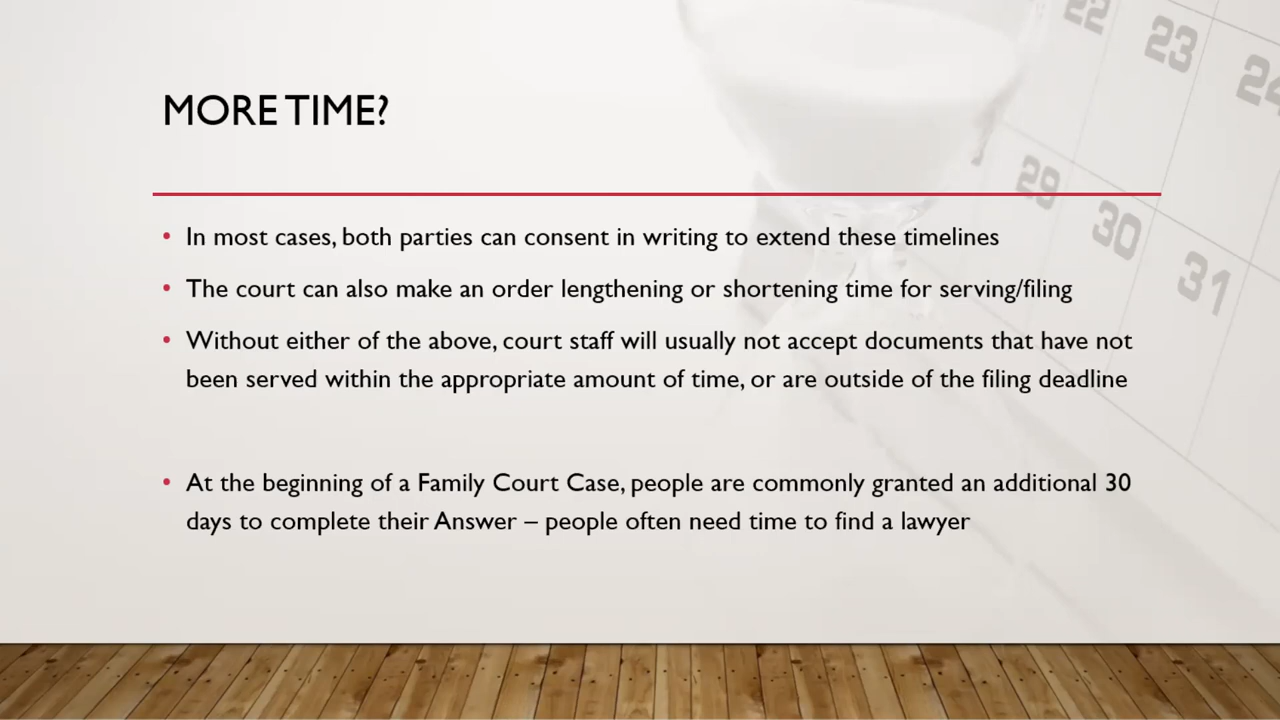 22
23
24
29
30
31
MORE TIME?
• In most cases, both parties can consent in writing to extend these timelines
• The court can also make an order lengthening or shortening time for serving/filing
• Without either of the above, court staff will usually not accept documents that have not
been served within the appropriate amount of time, or are outside of the filing deadline
• At the beginning of a Family Court Case, people are commonly granted an additional 30
days to complete their Answer – people often need time to find a lawyer